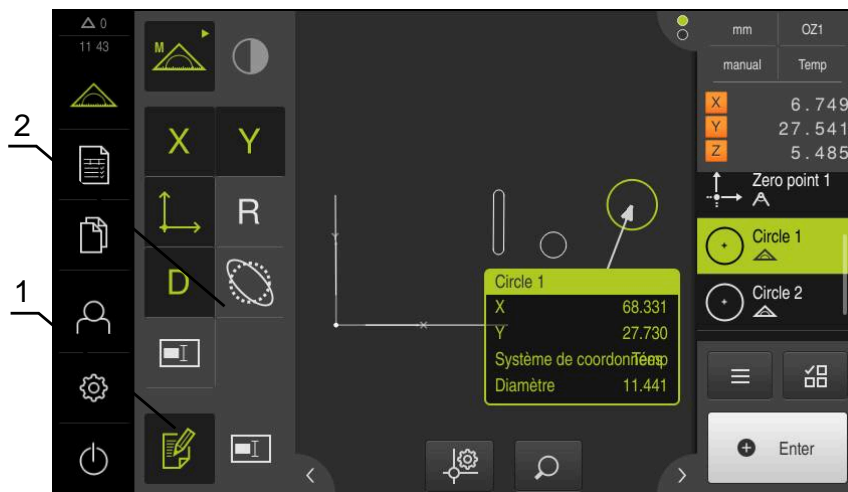 0
11 43
2
1
M
X
Y
R
D
I
I
Y
X
Circle 1
X 68.331
Y 27.730
Système de coordonnées Temp
Diamètre 11.441
mm OZ1
manual Temp
X 6.749
Y 27.541
Z 5.485
Zero point 1
Circle 1
Circle 2
Enter